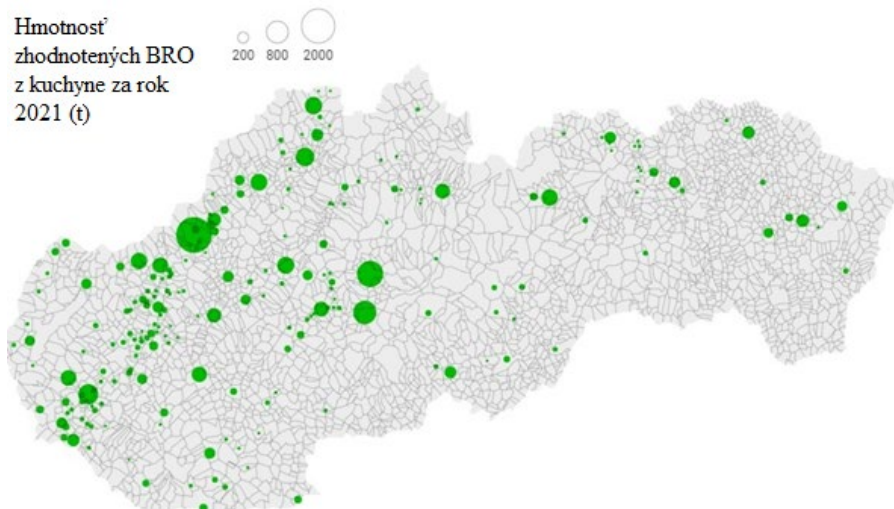 Hmotnosť
zhodnotených BRO
z kuchyne za rok
2021 (t)
200 800 2000